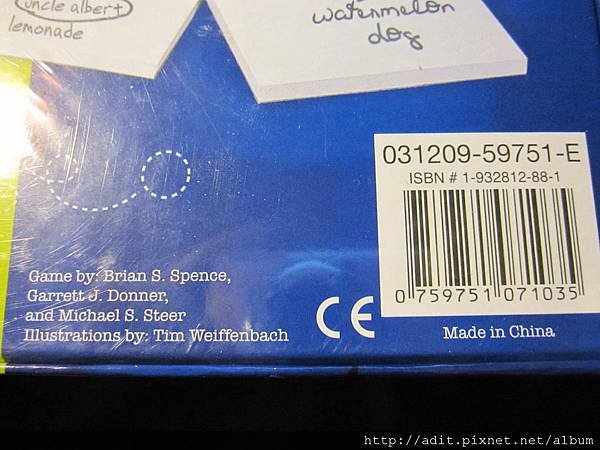 uncle albert
lemonade
watermelon
dog
031209-59751-E
ISBN # 1-932812-88-1
0 759751 071035
Game by: Brian S. Spence,
Garrett J. Donner,
and Michael S. Steer
Illustrations by: Tim Weiffenbach
CE
Made in China
http://adit.pixnet.net/album